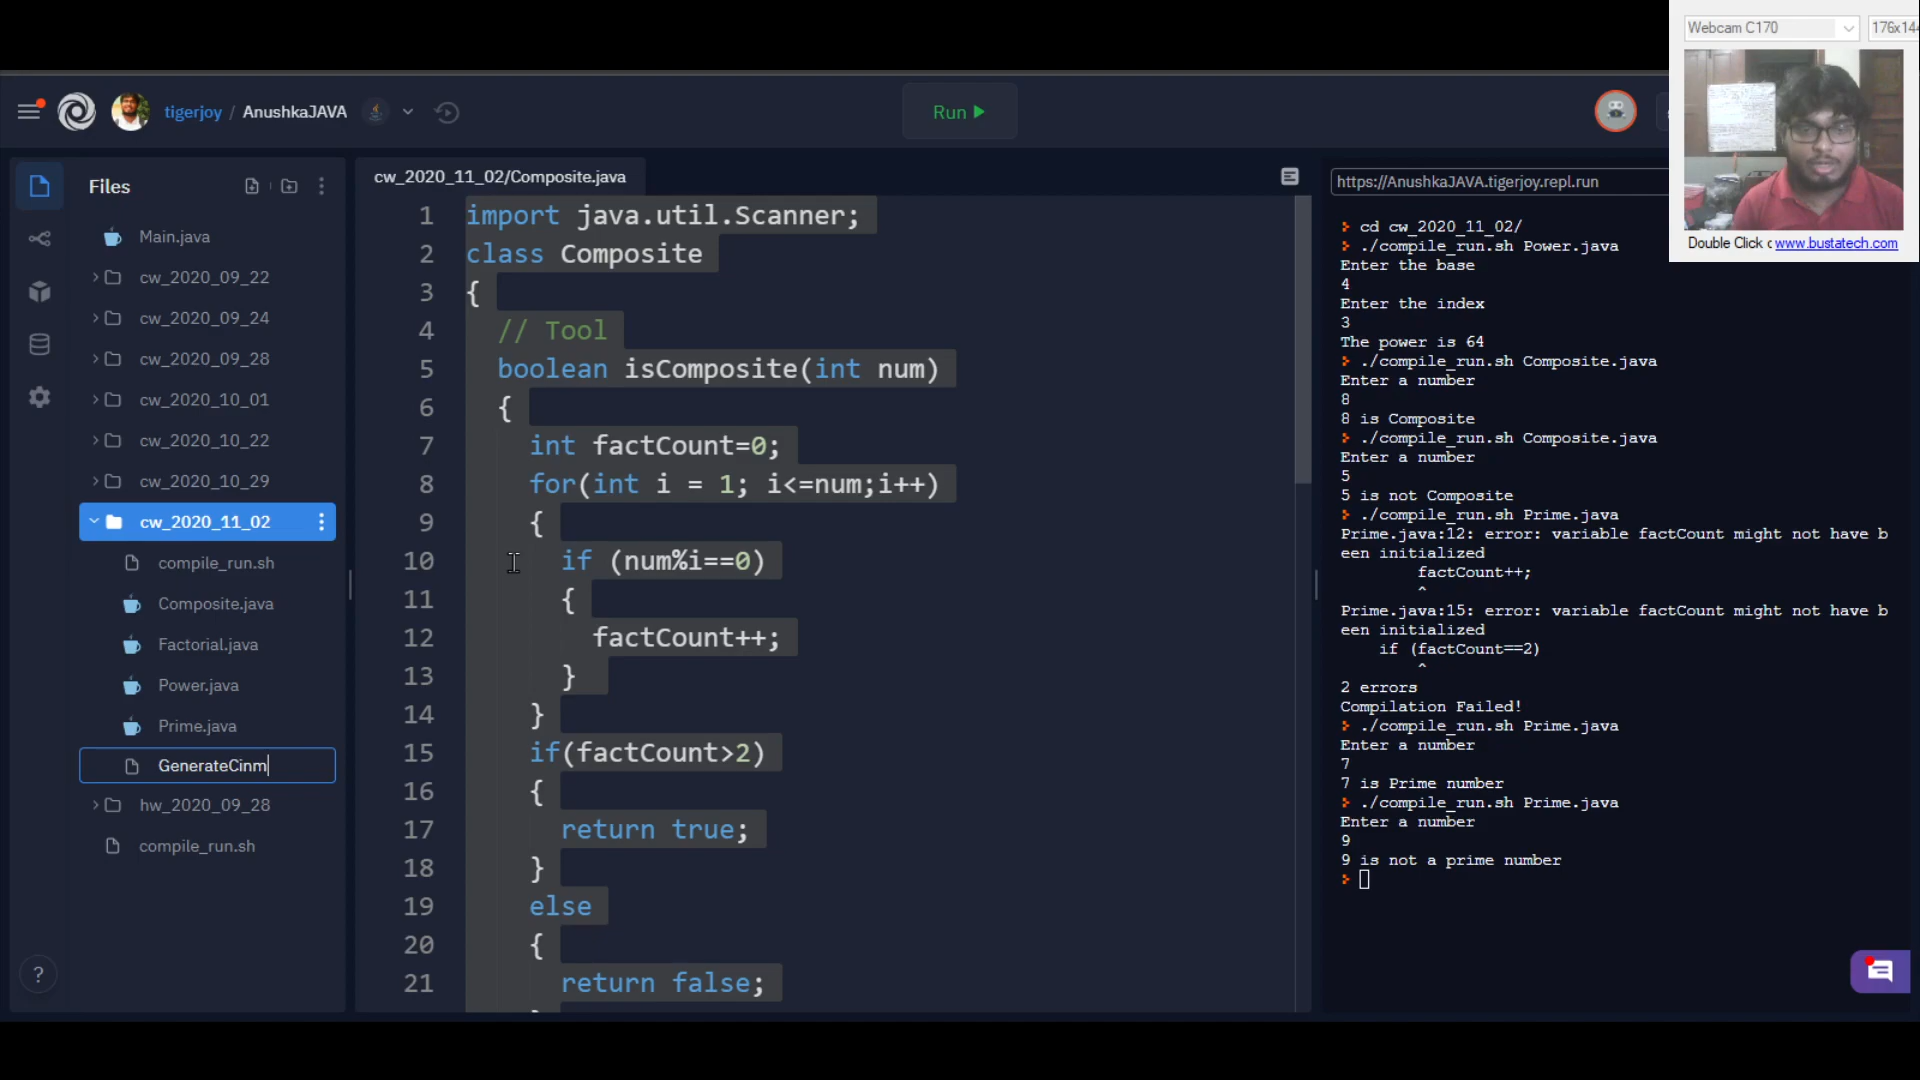 Webcam C170
176x14
Double Click
www.bustatech.com
tigerjoy / AnushkaJAVA
Run
Files
Main.java
cw_2020_09_22
cw_2020_09_24
cw_2020_09_28
cw_2020_10_01
cw_2020_10_22
cw_2020_10_29
cw_2020_11_02
compile_run.sh
Composite.java
Factorial.java
Power.java
Prime.java
GenerateCinm
hw_2020_09_28
compile_run.sh
?
cw_2020_11_02/Composite.java
1 import java.util.Scanner;
2 class Composite
3 {
4 // Tool
5 boolean isComposite(int num)
6 {
7 int factCount=0;
8 for(int i = 1; i<=num;i++)
9 {
10 if (num%i==0)
11 {
12 factCount++;
13 }
14 }
15 if(factCount>2)
16 {
17 return true;
18 }
19 else
20 {
21 return false;
https://AnushkaJAVA.tigerjoy.repl.run
cd cw_2020_11_02/
./compile_run.sh Power.java
Enter the base
4
Enter the index
3
The power is 64
./compile_run.sh Composite.java
Enter a number
8
8 is Composite
./compile_run.sh Composite.java
Enter a number
5
5 is not Composite
./compile_run.sh Prime.java
Prime.java:12: error: variable factCount might not have b
een initialized
factCount++;
^
Prime.java:15: error: variable factCount might not have b
een initialized
if (factCount==2)
^
2 errors
Compilation Failed!
./compile_run.sh Prime.java
Enter a number
7
7 is Prime number
./compile_run.sh Prime.java
Enter a number
9
9 is not a prime number